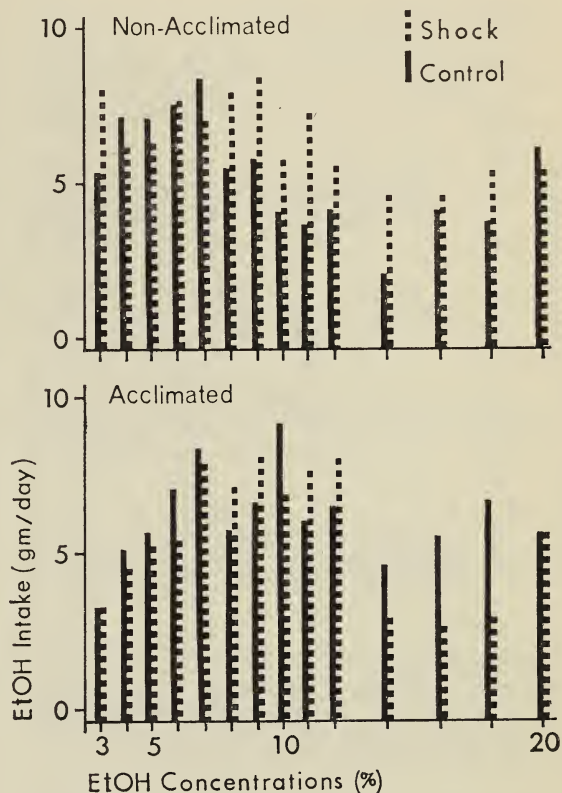 10
Non-Acclimated
Shock
Control
5
0
10
Acclimated
5
0
EtOH Intake (gm/day)
3 5 10 20
EtOH Concentrations (%)